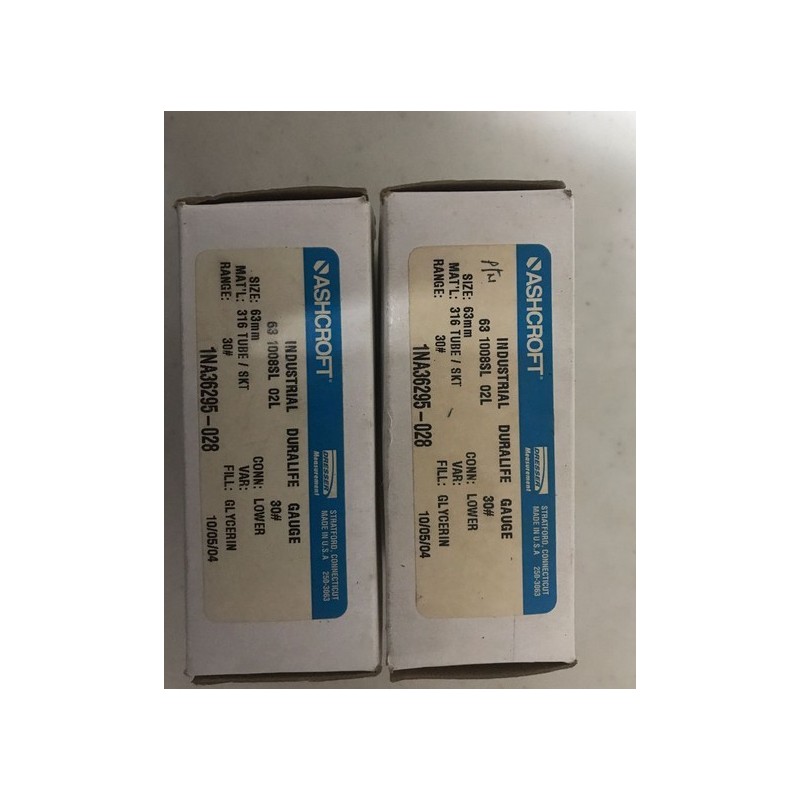 ASHCROFT®
DRESSER
Measurement
STRATFORD, CONNECTICUT
MADE IN U.S.A 250-3063
INDUSTRIAL DURALIFE GAUGE
63 1008SL 02L 30#
SIZE: 63mm CONN: LOWER
MAT'L: 316 TUBE / SKT VAR:
RANGE: 30# FILL: GLYCERIN
1NA36295-028 10/05/04
ASHCROFT®
DRESSER
Measurement
STRATFORD, CONNECTICUT
MADE IN U.S.A 250-3063
INDUSTRIAL DURALIFE GAUGE
63 1008SL 02L 30#
SIZE: 63mm CONN: LOWER
MAT'L: 316 TUBE / SKT VAR:
RANGE: 30# FILL: GLYCERIN
1NA36295-028 10/05/04